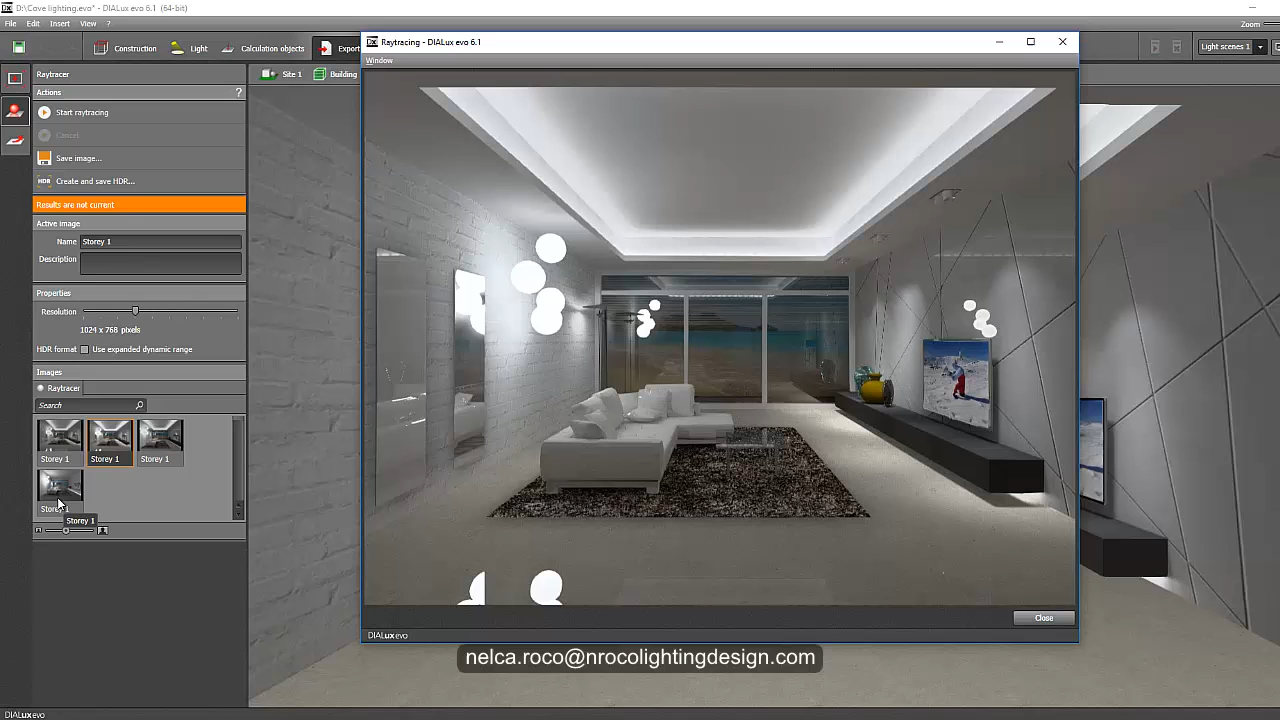 D:\Cove lighting.evo* - DIALux evo 6.1 (64-bit)
File Edit Insert View ?
Zoom
Construction Light Calculation objects Export
Light scenes 1
Raytracing - DIALux evo 6.1
Window
Site 1 Building
Raytracer
Actions ?
Start raytracing
Cancel
Save image...
HDR Create and save HDR...
Results are not current
Active image
Name Storey 1
Description
Properties
Resolution
1024 x 768 pixels
HDR format Use expanded dynamic range
Images
Raytracer
Search
Storey 1 Storey 1 Storey 1
Storey 1
Storey 1
Close
DIALux evo
nelca.roco@nrocolightingdesign.com
DIALux evo